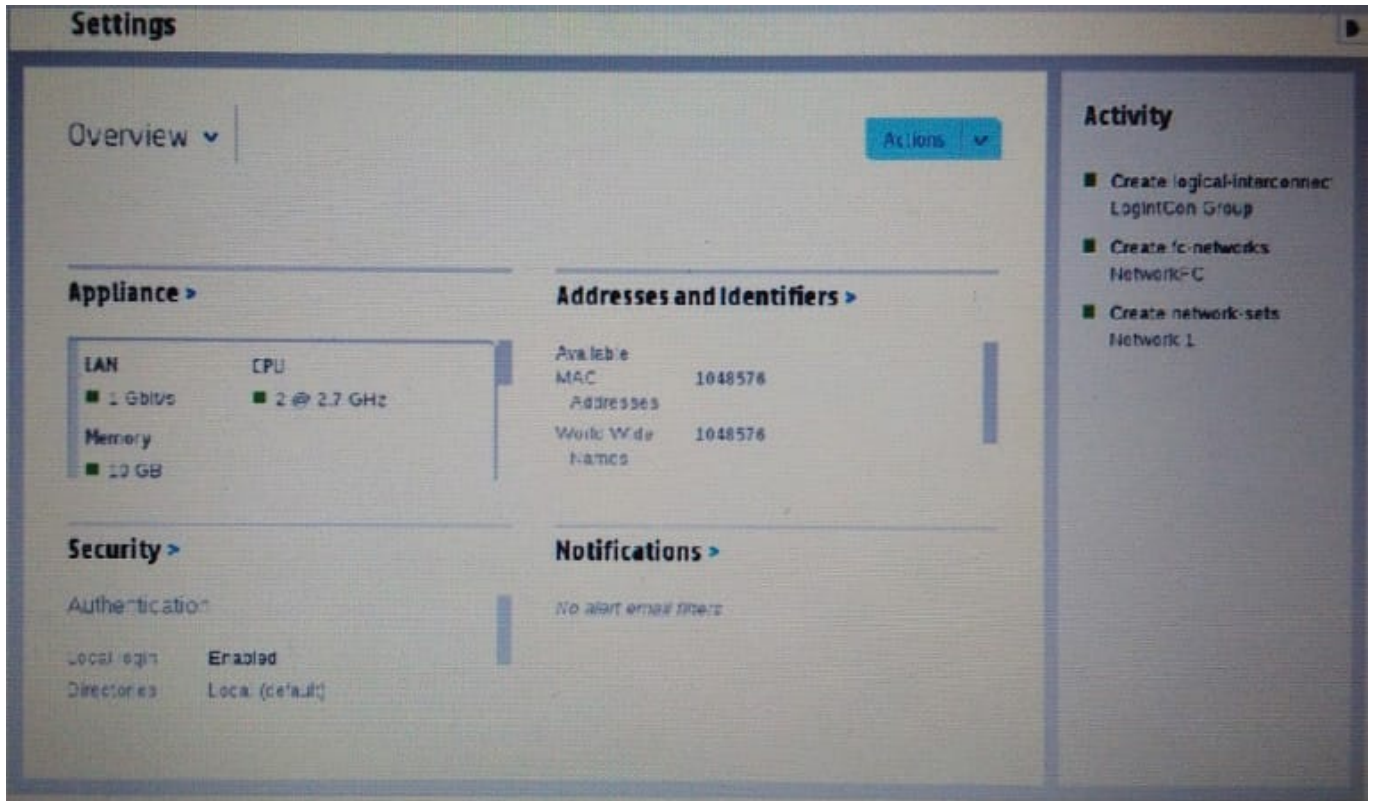 Settings
Overview
Actions
Appliance >
LAN CPU
1 Gbit/s 2 @ 2.7 GHz
Memory
10 GB
Addresses and Identifiers >
Available
MAC 1048576
Addresses
World Wide 1048576
Names
Security >
Authentication
Local login Enabled
Directories Local (default)
Notifications >
No alert email filters
Activity
Create logical-interconnec
LogIntCon Group
Create fc-networks
NetworkFC
Create network-sets
Network 1